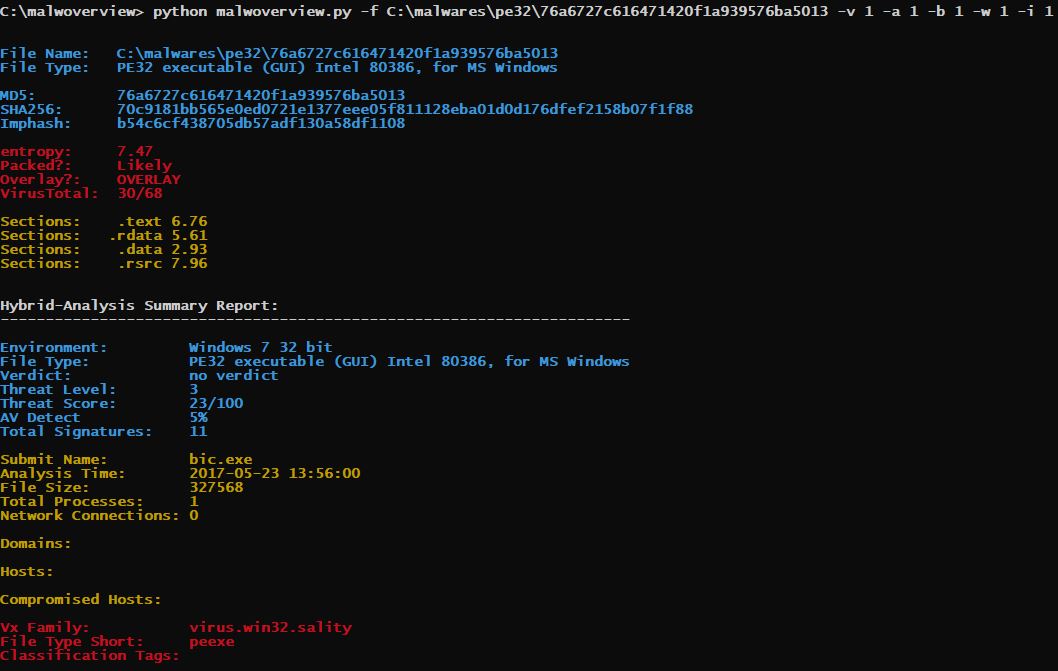 C:\malwoverview> python malwoverview.py -f C:\malwares\pe32\76a6727c616471420f1a939576ba5013 -v 1 -a 1 -b 1 -w 1 -i 1
File Name: C:\malwares\pe32\76a6727c616471420f1a939576ba5013
File Type: PE32 executable (GUI) Intel 80386, for MS Windows
MD5: 76a6727c616471420f1a939576ba5013
SHA256: 70c9181bb565e0ed0721e1377eee05f811128eba01d0d176dfef2158b07f1f88
Imphash: b54c6cf438705db57adf130a58df1108
entropy: 7.47
Packed?: Likely
Overlay?: OVERLAY
VirusTotal: 30/68
Sections: .text 6.76
Sections: .rdata 5.61
Sections: .data 2.93
Sections: .rsrc 7.96
Hybrid-Analysis Summary Report:
----------------------------------------------------------------------
Environment: Windows 7 32 bit
File Type: PE32 executable (GUI) Intel 80386, for MS Windows
Verdict: no verdict
Threat Level: 3
Threat Score: 23/100
AV Detect 5%
Total Signatures: 11
Submit Name: bic.exe
Analysis Time: 2017-05-23 13:56:00
File Size: 327568
Total Processes: 1
Network Connections: 0
Domains:
Hosts:
Compromised Hosts:
Vx Family: virus.win32.sality
File Type Short: peexe
Classification Tags: